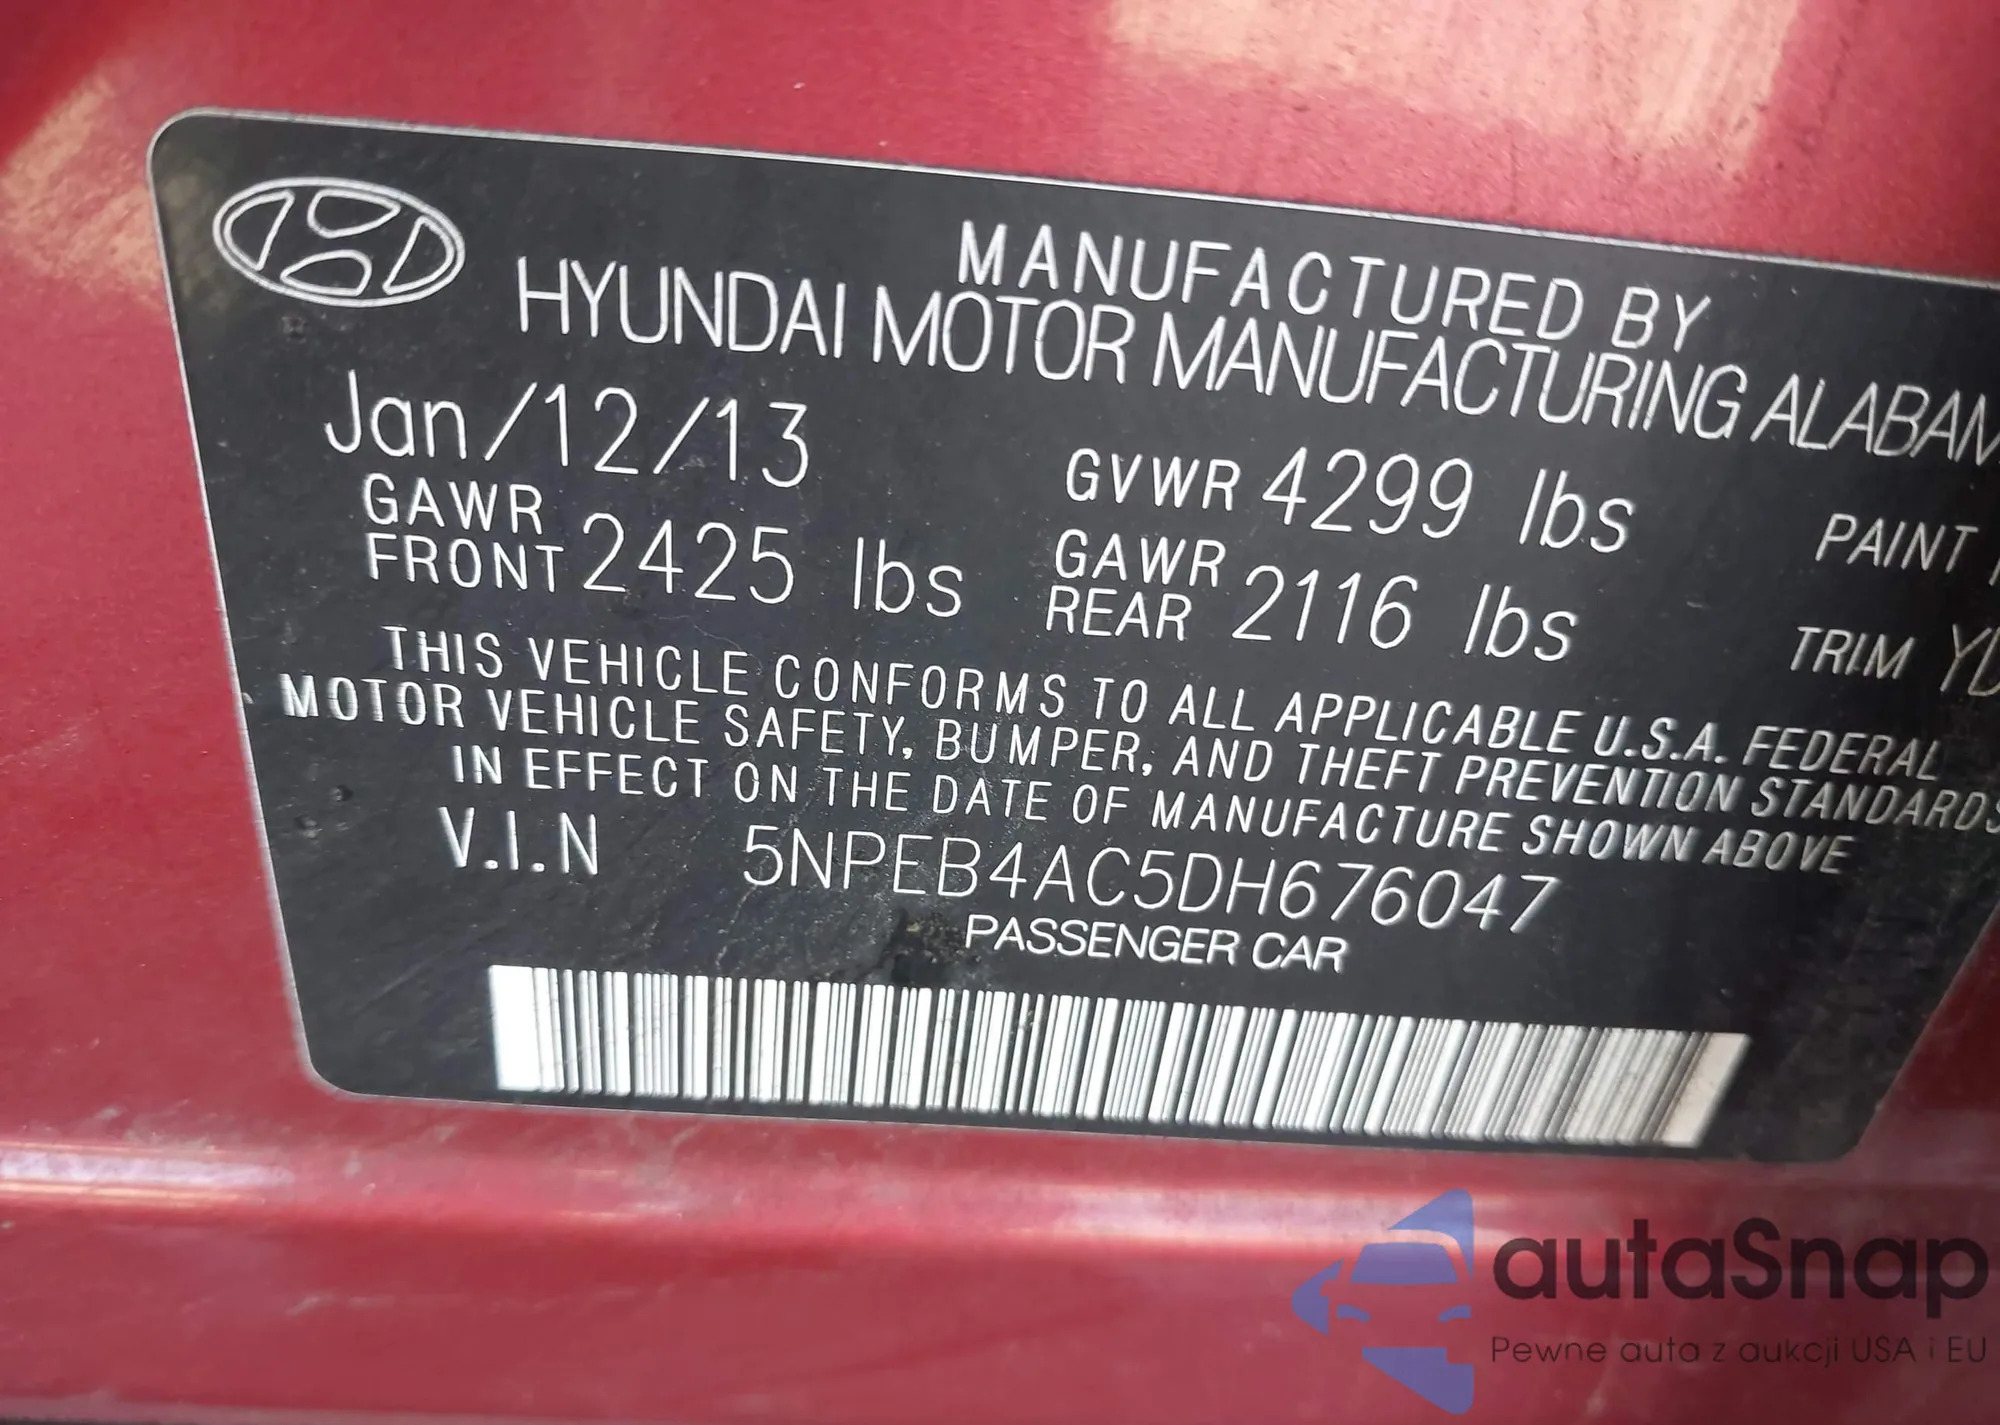 MANUFACTURED BY
HYUNDAI MOTOR MANUFACTURING
Jan/12/13
GVWR 4299 lbs
PAINT
GAWR FRONT 2425 lbs
GAWR REAR 2116 lbs
TRIM
THIS VEHICLE CONFORMS TO ALL APPLICABLE U.S.A. FEDERAL
MOTOR VEHICLE SAFETY, BUMPER, AND THEFT PREVENTION STANDARDS
IN EFFECT ON THE DATE OF MANUFACTURE SHOWN ABOVE
V.I.N 5NPEB4AC5DH676047
PASSENGER CAR
autaSnap
Pewne auta z aukcji USA i EU